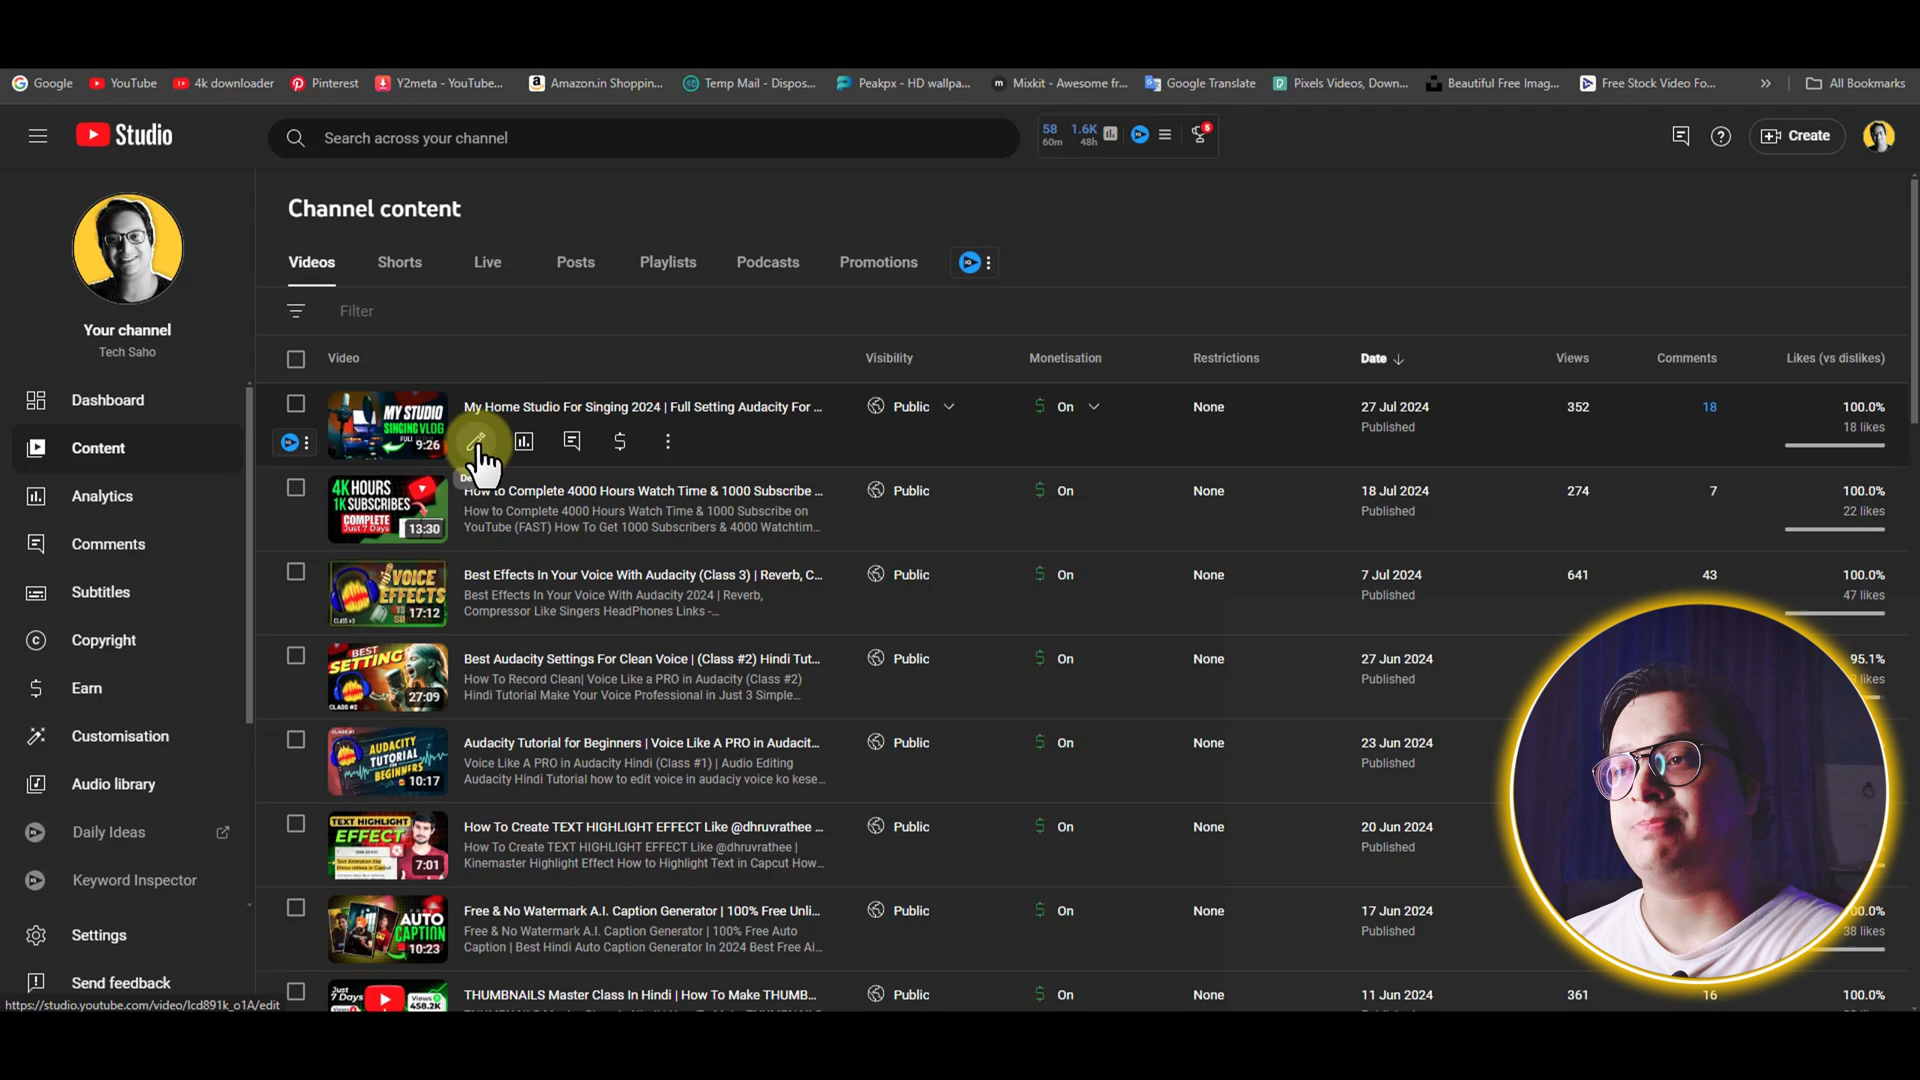 Google
YouTube
4k downloader
Pinterest
Y2meta - YouTube...
Amazon.in Shoppin...
Temp Mail - Dispos...
Peakpx - HD wallpa...
Mixkit - Awesome fr...
Google Translate
Pixels Videos, Down...
Beautiful Free Imag...
Free Stock Video Fo...
»
All Bookmarks
Studio
Search across your channel
58
60m
1.6K
48h
Create
Your channel
Tech Saho
Dashboard
Content
Analytics
Comments
Subtitles
Copyright
Earn
Customisation
Audio library
Daily Ideas
Keyword Inspector
Settings
Send feedback
https://studio.youtube.com/video/lcd891k_o1A/edit
Channel content
Videos
Shorts
Live
Posts
Playlists
Podcasts
Promotions
Filter
Video
Visibility
Monetisation
Restrictions
Date
Views
Comments
Likes (vs dislikes)
MY STUDIO
SINGING VLOG
9:26
My Home Studio For Singing 2024 | Full Setting Audacity For ...
Public
On
None
27 Jul 2024
Published
352
18
100.0%
18 likes
4K HOURS
1K SUBSCRIBES
COMPLETE
Just 7 Days
13:30
How to Complete 4000 Hours Watch Time & 1000 Subscribe ...
How to Complete 4000 Hours Watch Time & 1000 Subscribe on
YouTube (FAST) How To Get 1000 Subscribers & 4000 Watchtim...
Public
On
None
18 Jul 2024
Published
274
7
100.0%
22 likes
VOICE
EFFECTS
CLASS #3
17:12
Best Effects In Your Voice With Audacity (Class 3) | Reverb, C...
Best Effects In Your Voice With Audacity 2024 | Reverb,
Compressor Like Singers HeadPhones Links -...
Public
On
None
7 Jul 2024
Published
641
43
100.0%
47 likes
BEST
SETTING
CLASS #2
27:09
Best Audacity Settings For Clean Voice | (Class #2) Hindi Tut...
How To Record Clean| Voice Like a PRO in Audacity (Class #2)
Hindi Tutorial Make Your Voice Professional in Just 3 Simple...
Public
On
None
27 Jun 2024
Published
95.1%
likes
CLASS#1
AUDACITY
TUTORIAL
FOR
BEGINNERS
10:17
Audacity Tutorial for Beginners | Voice Like A PRO in Audacit...
Voice Like A PRO in Audacity Hindi (Class #1) | Audio Editing
Audacity Hindi Tutorial how to edit voice in audaciy voice ko kese...
Public
On
None
23 Jun 2024
Published
TEXT HIGHLIGHT
EFFECT
7:01
How To Create TEXT HIGHLIGHT EFFECT Like @dhruvrathee ...
How To Create TEXT HIGHLIGHT EFFECT Like @dhruvrathee |
Kinemaster Highlight Effect How to Highlight Text in Capcut How...
Public
On
None
20 Jun 2024
Published
AUTO
CAPTION
10:23
Free & No Watermark A.I. Caption Generator | 100% Free Unli...
Free & No Watermark A.I. Caption Generator | 100% Free Auto
Caption | Best Hindi Auto Caption Generator In 2024 Best Free Ai...
Public
On
None
17 Jun 2024
Published
38 likes
Just
7 Days
Views
458.2K
THUMBNAILS Master Class In Hindi | How To Make THUMB...
Public
On
None
11 Jun 2024
361
16
100.0%